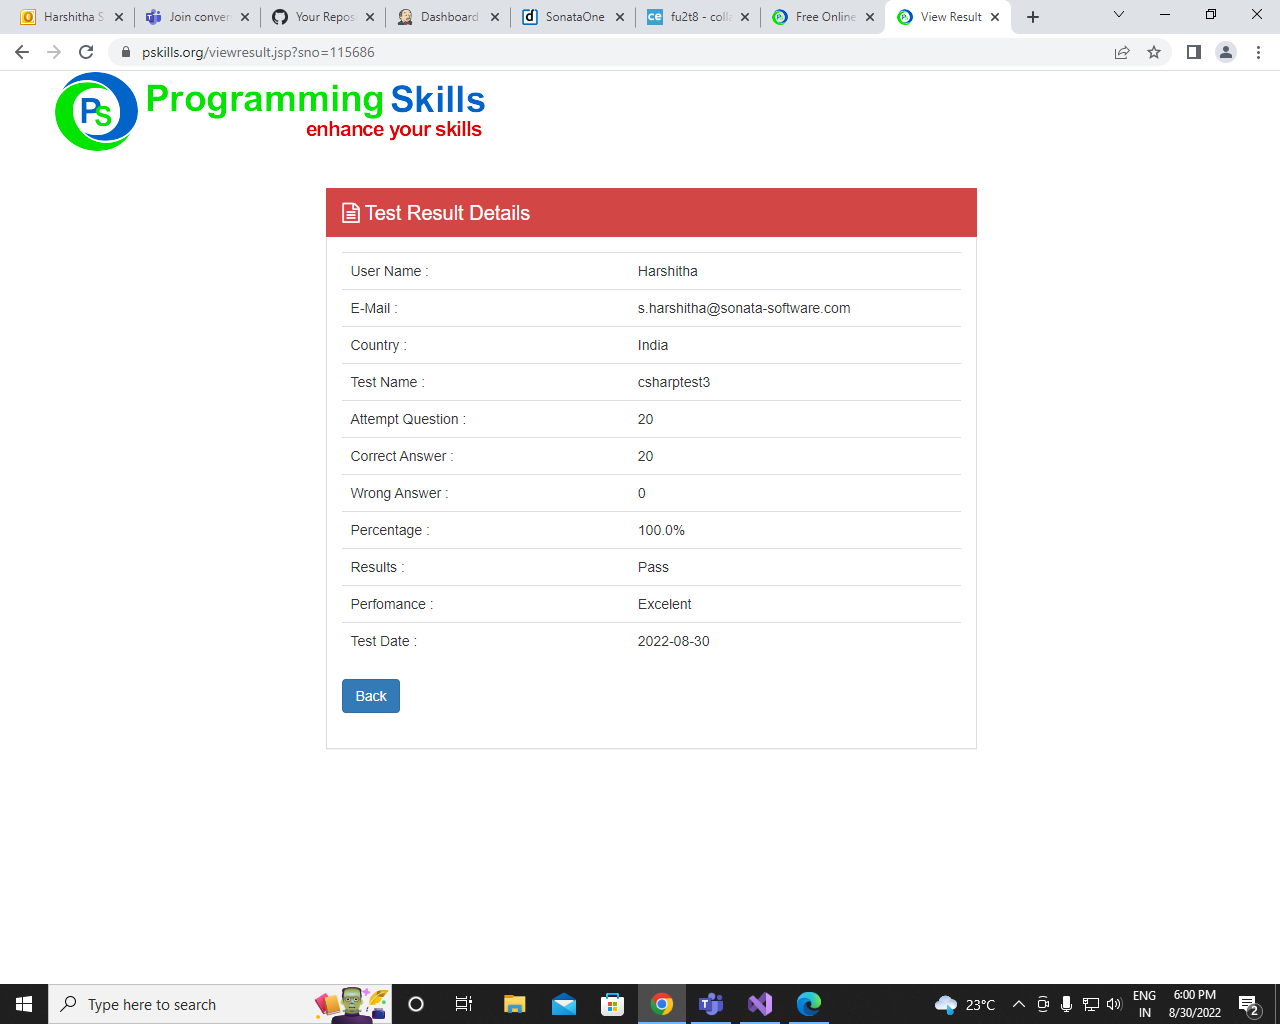 Harshitha S
Join conver
Your Repos
Dashboard
SonataOne
fu2t8 - colla
Free Online
View Result
pskills.org/viewresult.jsp?sno=115686
PS
Programming Skills
enhance your skills
Test Result Details
User Name : Harshitha
E-Mail : s.harshitha@sonata-software.com
Country : India
Test Name : csharptest3
Attempt Question : 20
Correct Answer : 20
Wrong Answer : 0
Percentage : 100.0%
Results : Pass
Perfomance : Excelent
Test Date : 2022-08-30
Back
Type here to search
23°C
ENG
IN
6:00 PM
8/30/2022
2